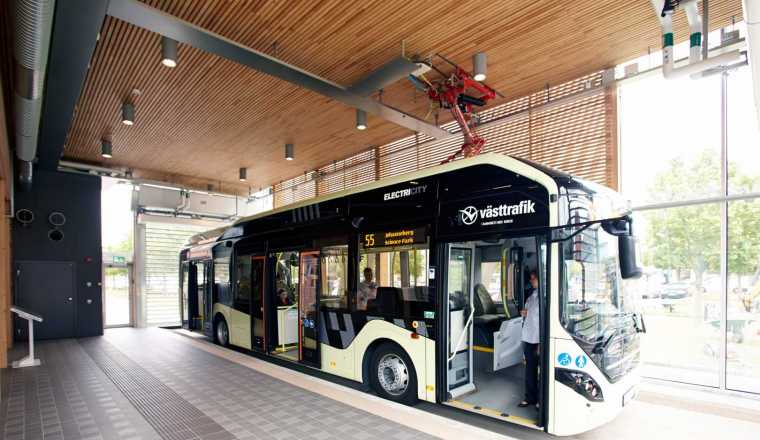 ELECTRICITY
55 Johanneberg
Science Park
västtrafik